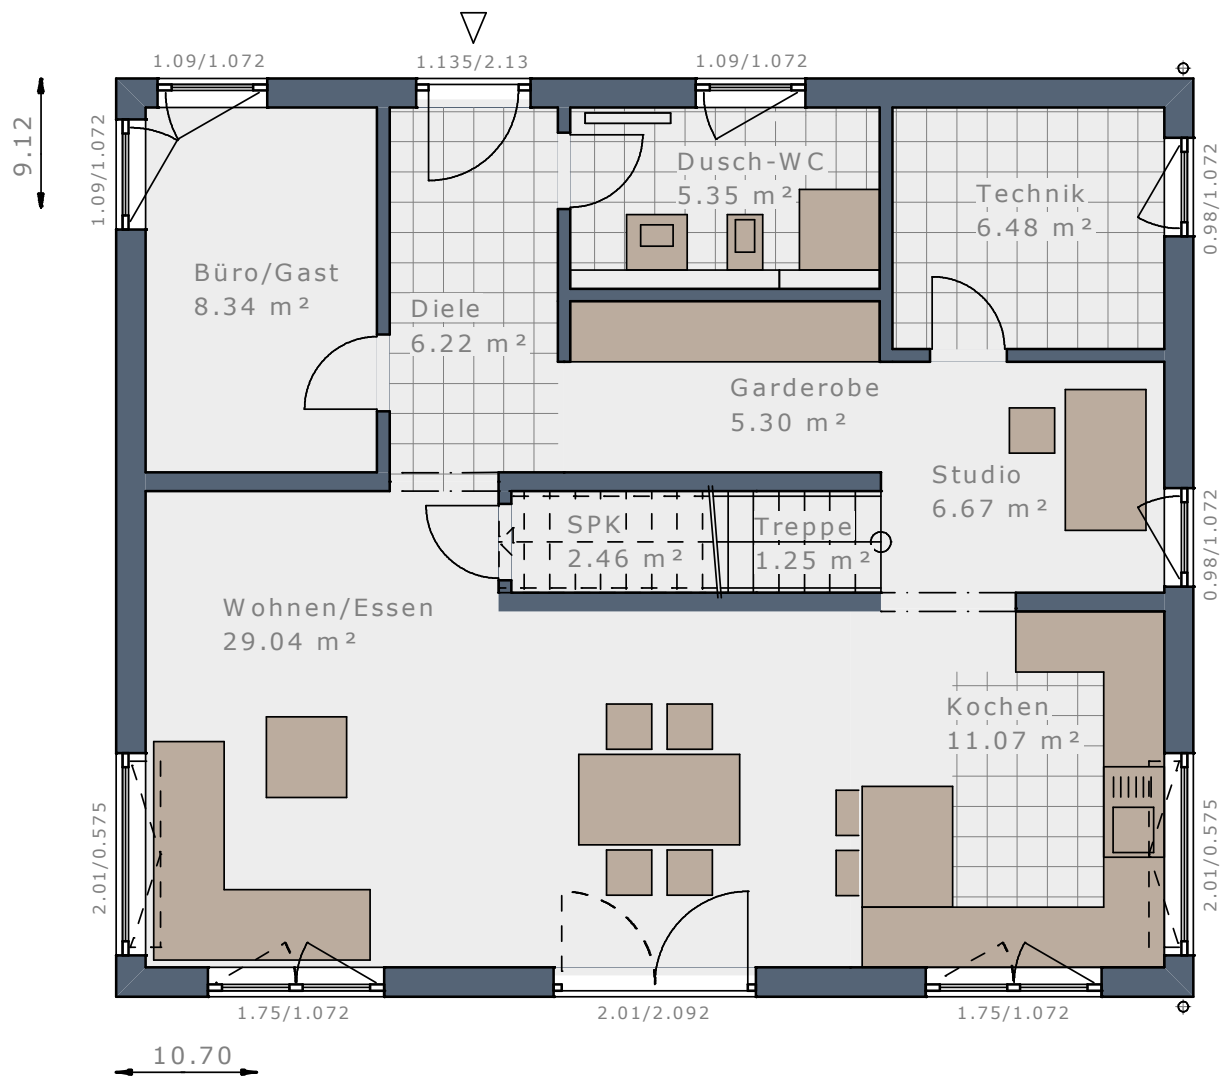 1.09/1.072
1.135/2.13
1.09/1.072
9.12
1.09/1.072
0.98/1.072
Dusch-WC
5.35 m²
Technik
6.48 m²
Büro/Gast
8.34 m²
Diele
6.22 m²
Garderobe
5.30 m²
Studio
6.67 m²
SPK
2.46 m²
Treppe
1.25 m²
0.98/1.072
Wohnen/Essen
29.04 m²
Kochen
11.07 m²
2.01/0.575
2.01/0.575
1.75/1.072
2.01/2.092
1.75/1.072
10.70